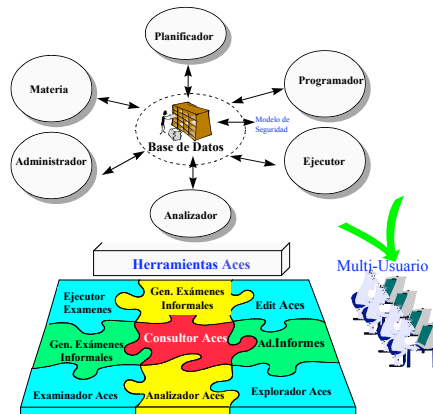 Planificador
Materia
Programador
Modelo de
Seguridad
Base de Datos
Administrador
Ejecutor
Analizador
Herramientas Aces
Multi-Usuario
Ejecutor
Examenes
Gen. Exámenes
Informales
Edit Aces
Gen. Exámenes
Informales
Consultor Aces
Ad.Informes
Examinador Aces
Analizador Aces
Explorador Aces